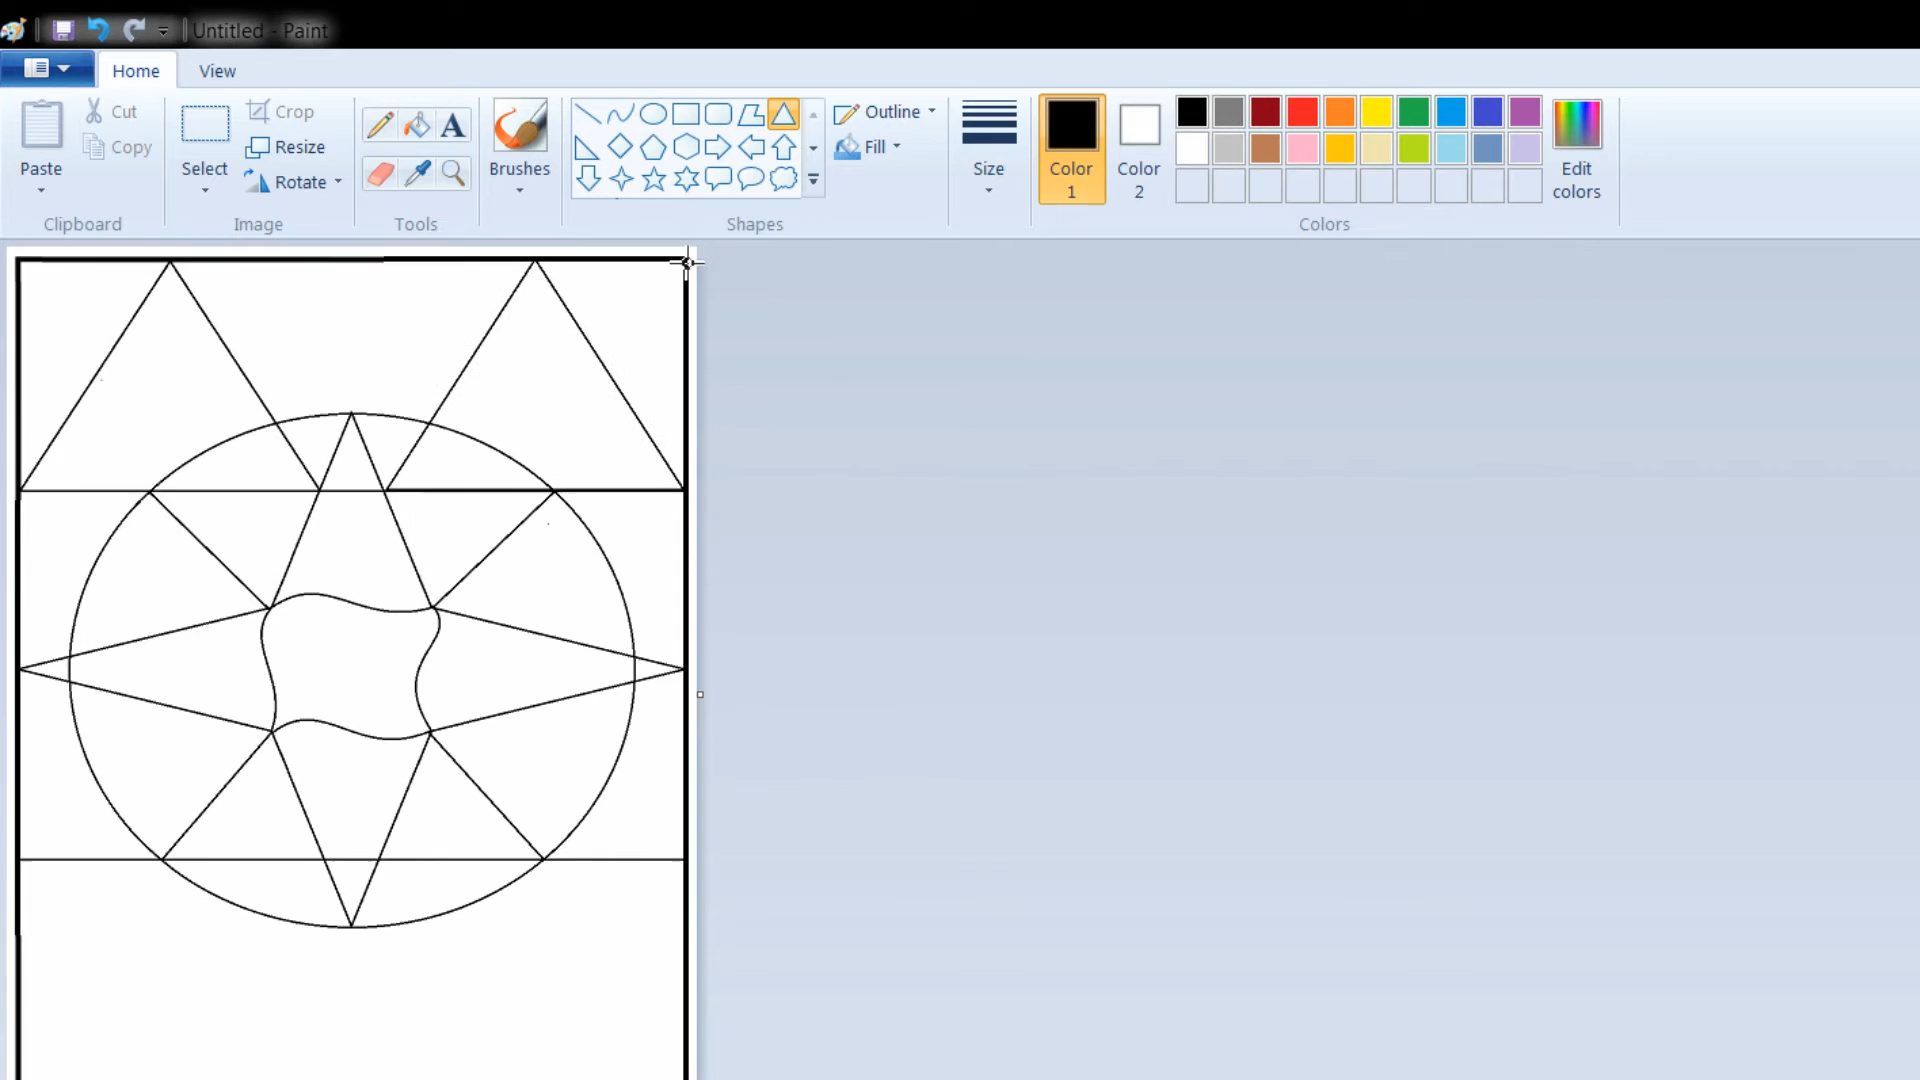 Untitled - Paint
Home View
Paste
Cut
Copy
Clipboard
Select
Crop
Resize
Rotate
Image
A
Tools
Brushes
Outline
Fill
Shapes
Size
Color 1
Color 2
Edit colors
Colors